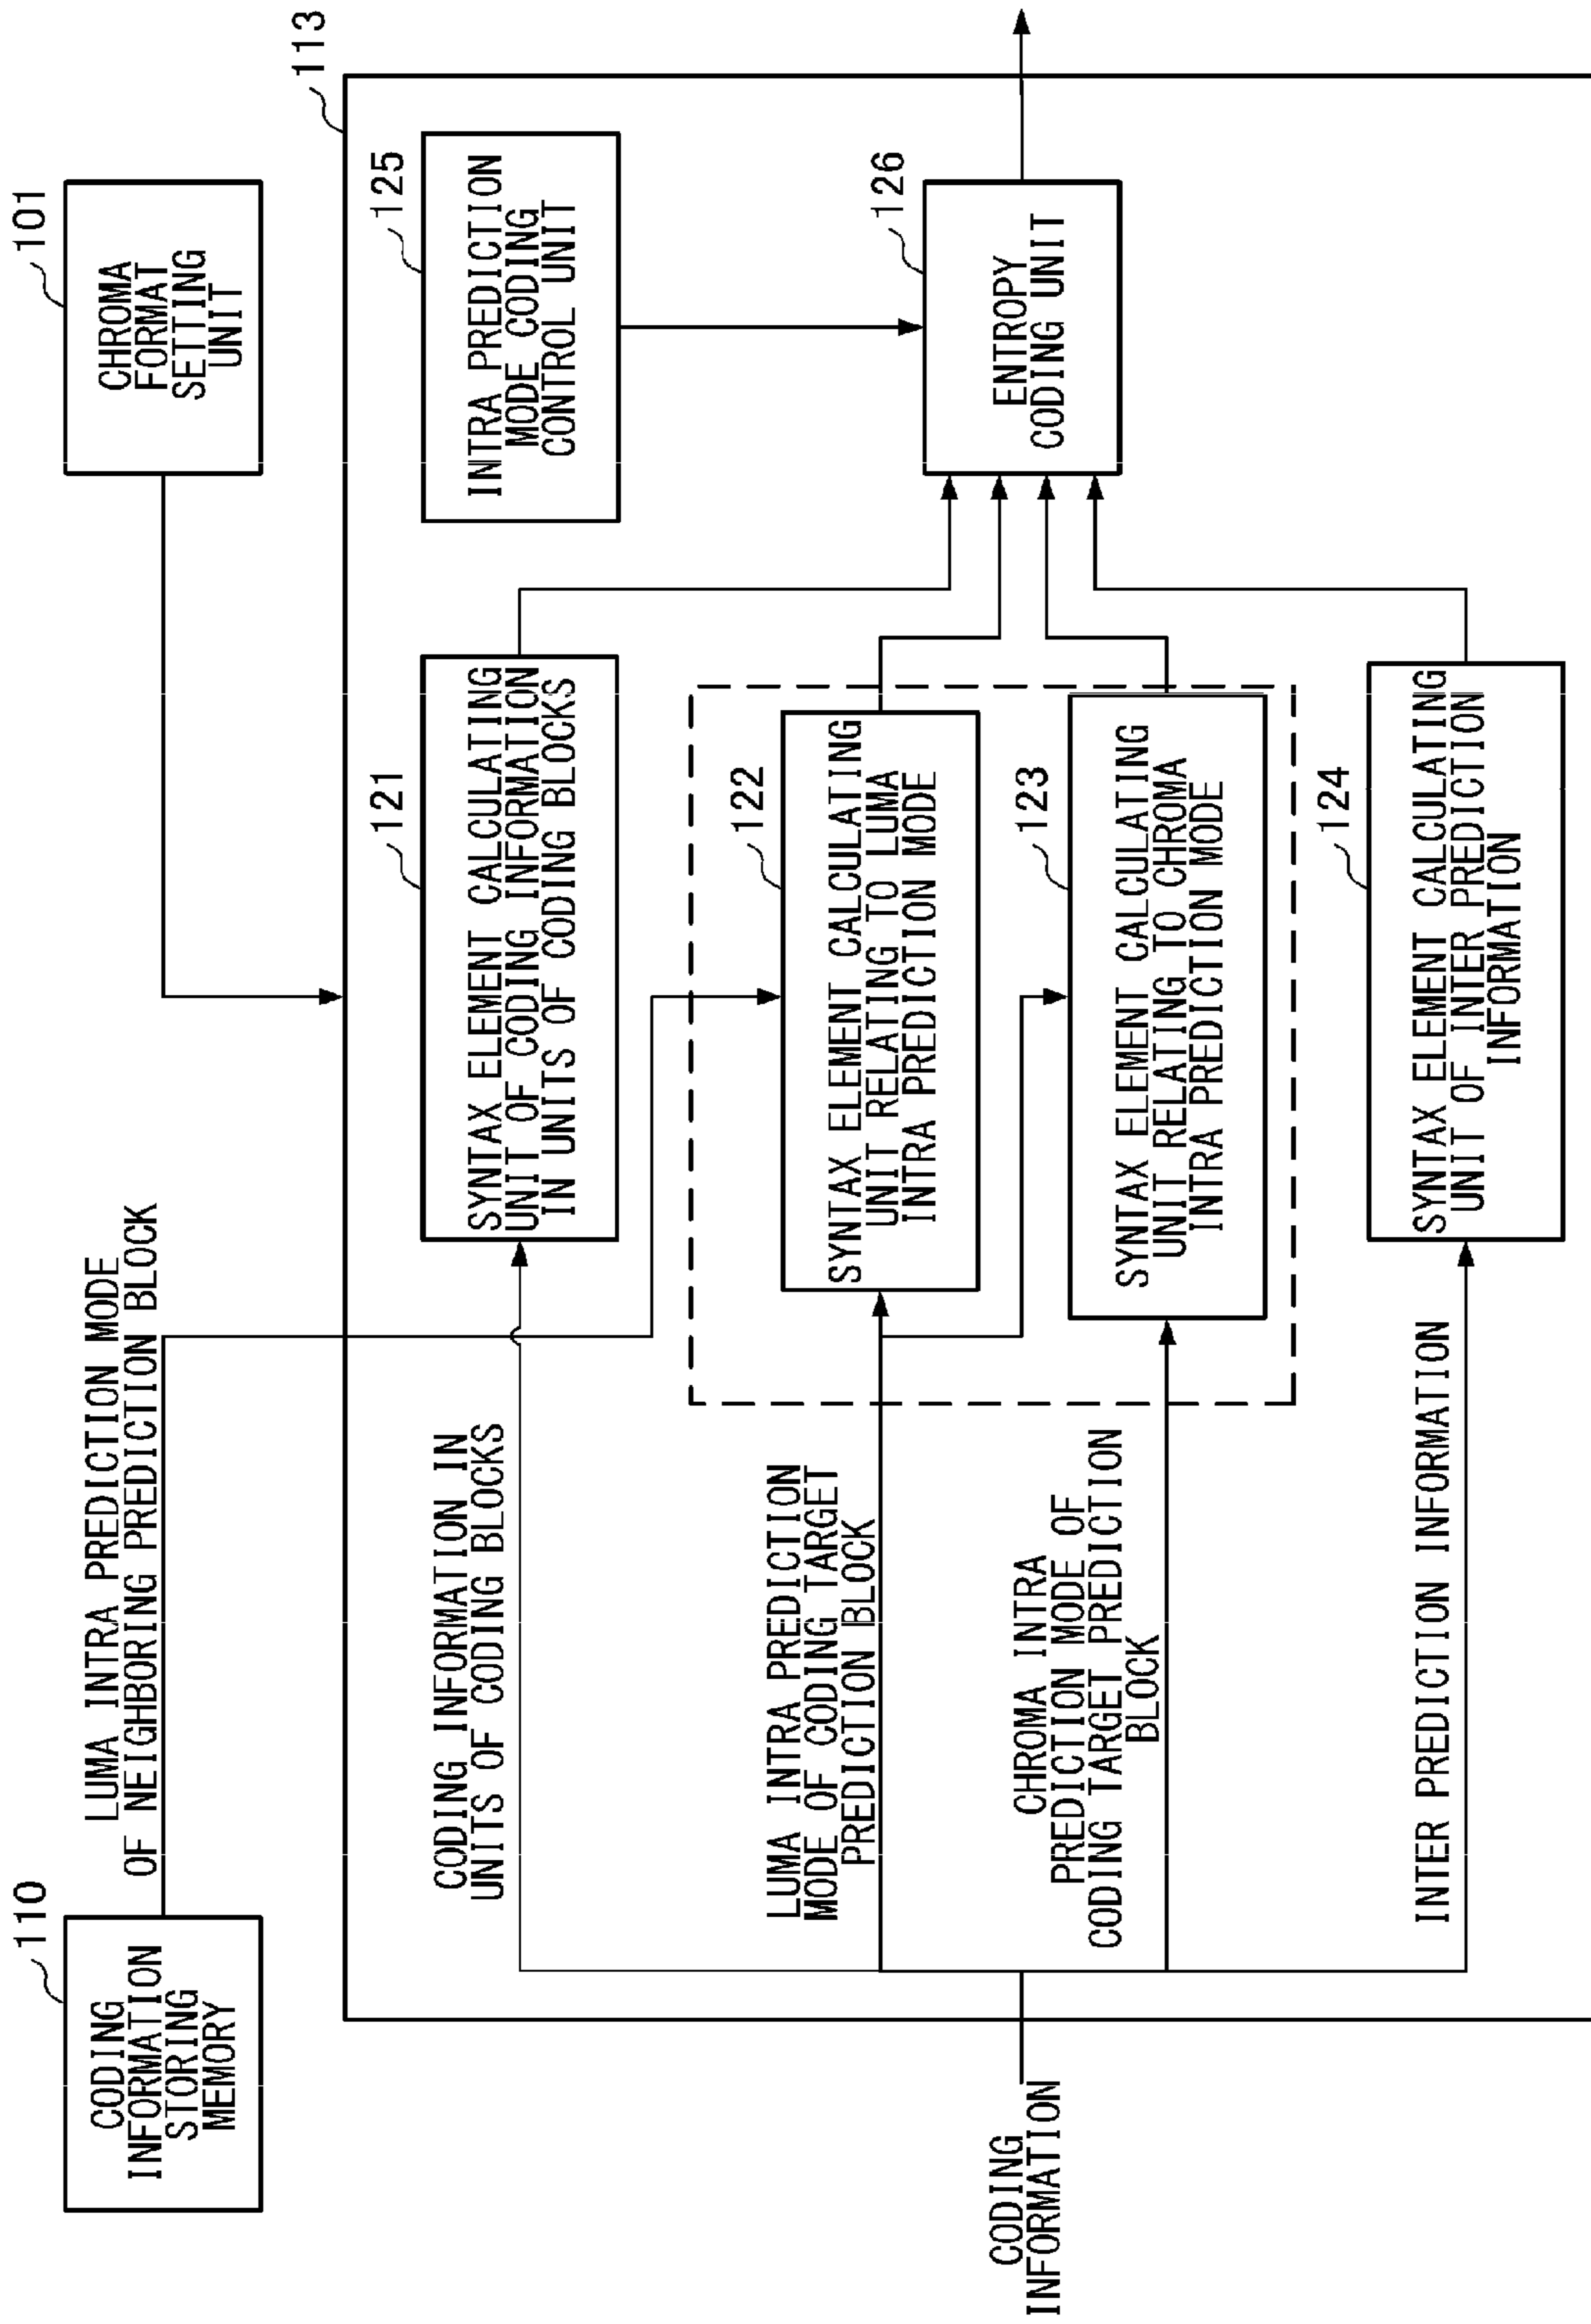 110
CODING
INFORMATION
STORING
MEMORY
LUMA INTRA PREDICTION MODE
OF NEIGHBORING PREDICTION BLOCK
101
CHROMA
FORMAT
SETTING
UNIT
113
CODING
INFORMATION
CODING INFORMATION IN
UNITS OF CODING BLOCKS
121
SYNTAX ELEMENT CALCULATING
UNIT OF CODING INFORMATION
IN UNITS OF CODING BLOCKS
125
INTRA PREDICTION
MODE CODING
CONTROL UNIT
LUMA INTRA PREDICTION
MODE OF CODING TARGET
PREDICTION BLOCK
122
SYNTAX ELEMENT CALCULATING
UNIT RELATING TO LUMA
INTRA PREDICTION MODE
126
ENTROPY
CODING UNIT
CHROMA INTRA
PREDICTION MODE OF
CODING TARGET PREDICTION
BLOCK
123
SYNTAX ELEMENT CALCULATING
UNIT RELATING TO CHROMA
INTRA PREDICTION MODE
INTER PREDICTION INFORMATION
124
SYNTAX ELEMENT CALCULATING
UNIT OF INTER PREDICTION
INFORMATION